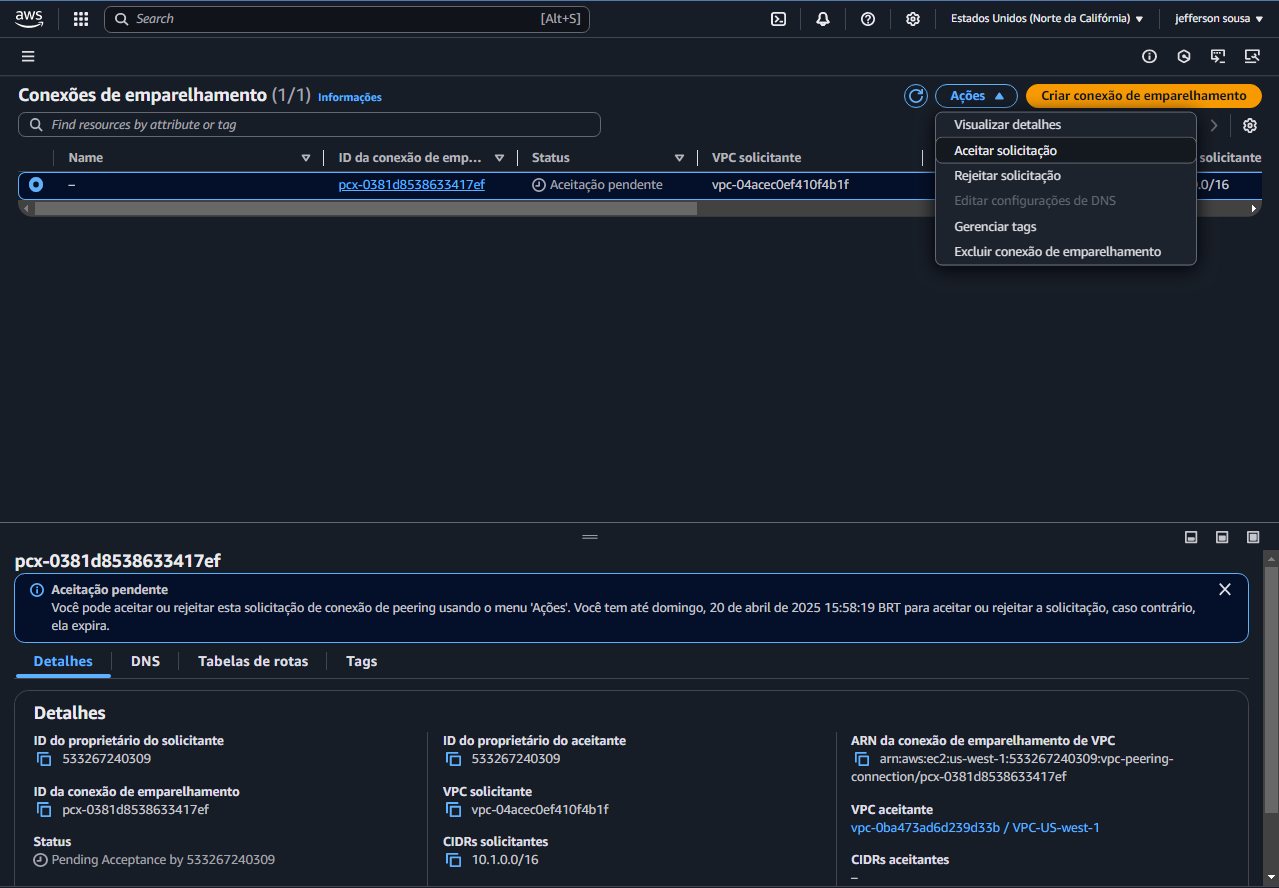 aws
Search [Alt+S]
Estados Unidos (Norte da Califórnia)
jefferson sousa
Conexões de emparelhamento (1/1) Informações
Ações
Criar conexão de emparelhamento
Find resources by attribute or tag
Visualizar detalhes
Aceitar solicitação
Rejeitar solicitação
Editar configurações de DNS
Gerenciar tags
Excluir conexão de emparelhamento
Name
ID da conexão de emp...
Status
VPC solicitante
solicitante
–
pcx-0381d8538633417ef
Aceitação pendente
vpc-04acec0ef410f4b1f
.0/16
pcx-0381d8538633417ef
Aceitação pendente
Você pode aceitar ou rejeitar esta solicitação de conexão de peering usando o menu 'Ações'. Você tem até domingo, 20 de abril de 2025 15:58:19 BRT para aceitar ou rejeitar a solicitação, caso contrário,
ela expira.
Detalhes
DNS
Tabelas de rotas
Tags
Detalhes
ID do proprietário do solicitante
533267240309
ID da conexão de emparelhamento
pcx-0381d8538633417ef
Status
Pending Acceptance by 533267240309
ID do proprietário do aceitante
533267240309
VPC solicitante
vpc-04acec0ef410f4b1f
CIDRs solicitantes
10.1.0.0/16
ARN da conexão de emparelhamento de VPC
arn:aws:ec2:us-west-1:533267240309:vpc-peering-
connection/pcx-0381d8538633417ef
VPC aceitante
vpc-0ba473ad6d239d33b / VPC-US-west-1
CIDRs aceitantes
–